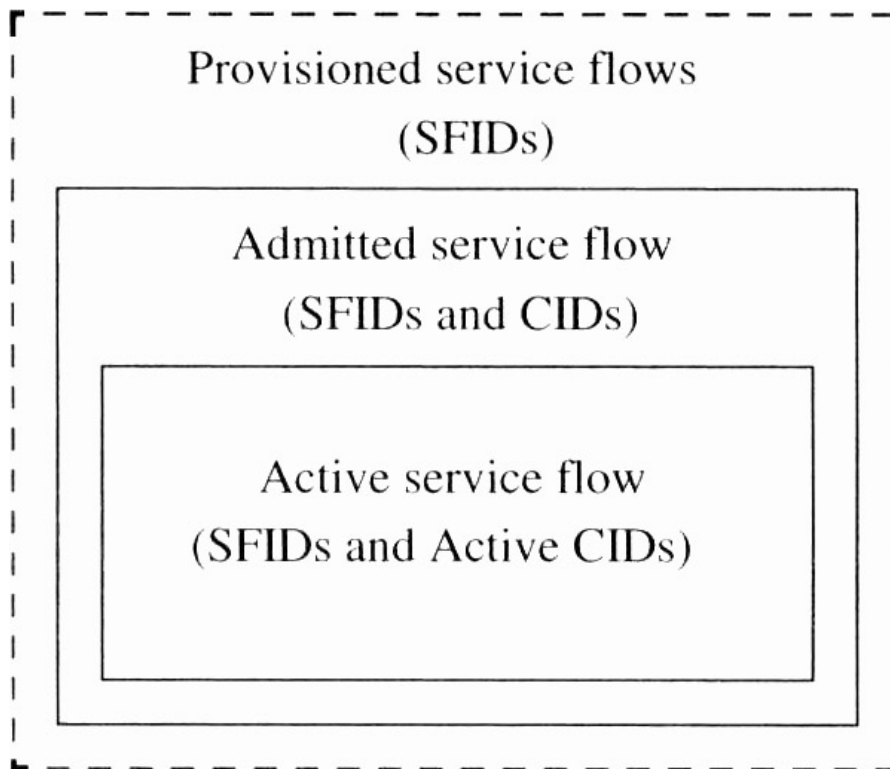 Provisioned service flows
(SFIDs)
Admitted service flow
(SFIDs and CIDs)
Active service flow
(SFIDs and Active CIDs)